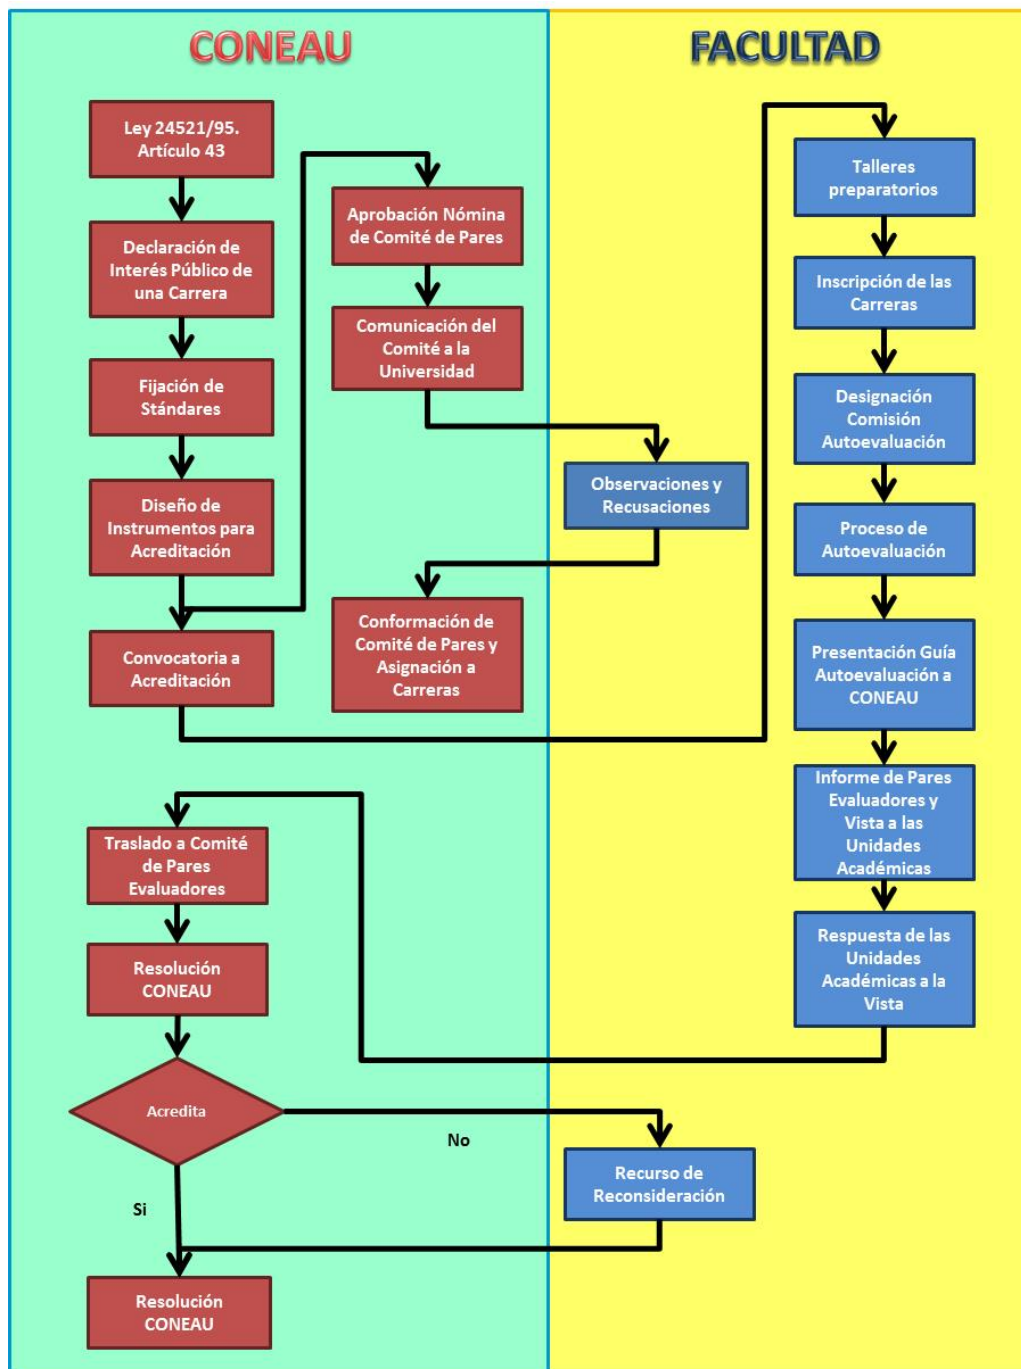 CONEAU
FACULTAD
Ley 24521/95.
Artículo 43
Declaración de
Interés Público de
una Carrera
Fijación de
Stándares
Diseño de
Instrumentos para
Acreditación
Convocatoria a
Acreditación
Aprobación Nómina
de Comité de Pares
Comunicación del
Comité a la
Universidad
Observaciones y
Recusaciones
Conformación de
Comité de Pares y
Asignación a
Carreras
Talleres
preparatorios
Inscripción de las
Carreras
Designación
Comisión
Autoevaluación
Proceso de
Autoevaluación
Presentación Guía
Autoevaluación a
CONEAU
Informe de Pares
Evaluadores y
Vista a las
Unidades
Académicas
Respuesta de las
Unidades
Académicas a la
Vista
Traslado a Comité
de Pares
Evaluadores
Resolución
CONEAU
Acredita
No
Recurso de
Reconsideración
Si
Resolución
CONEAU